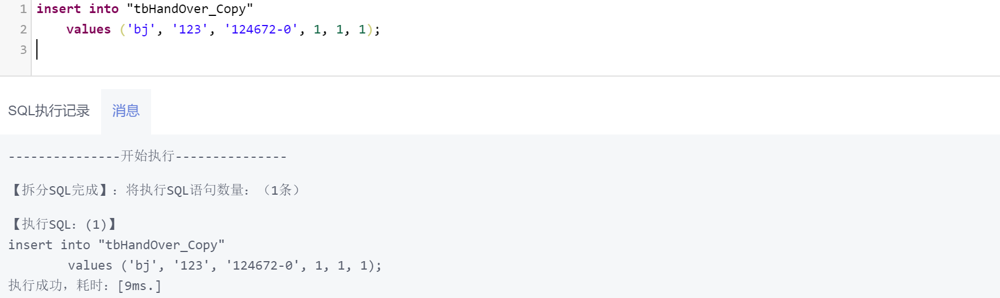 1 insert into "tbHandOver_Copy"
2     values ('bj', '123', '124672-0', 1, 1, 1);
3
SQL执行记录 消息
---------------开始执行---------------
【拆分SQL完成】：将执行SQL语句数量：（1条）
【执行SQL：(1)】
insert into "tbHandOver_Copy"
        values ('bj', '123', '124672-0', 1, 1, 1);
执行成功，耗时：[9ms.]